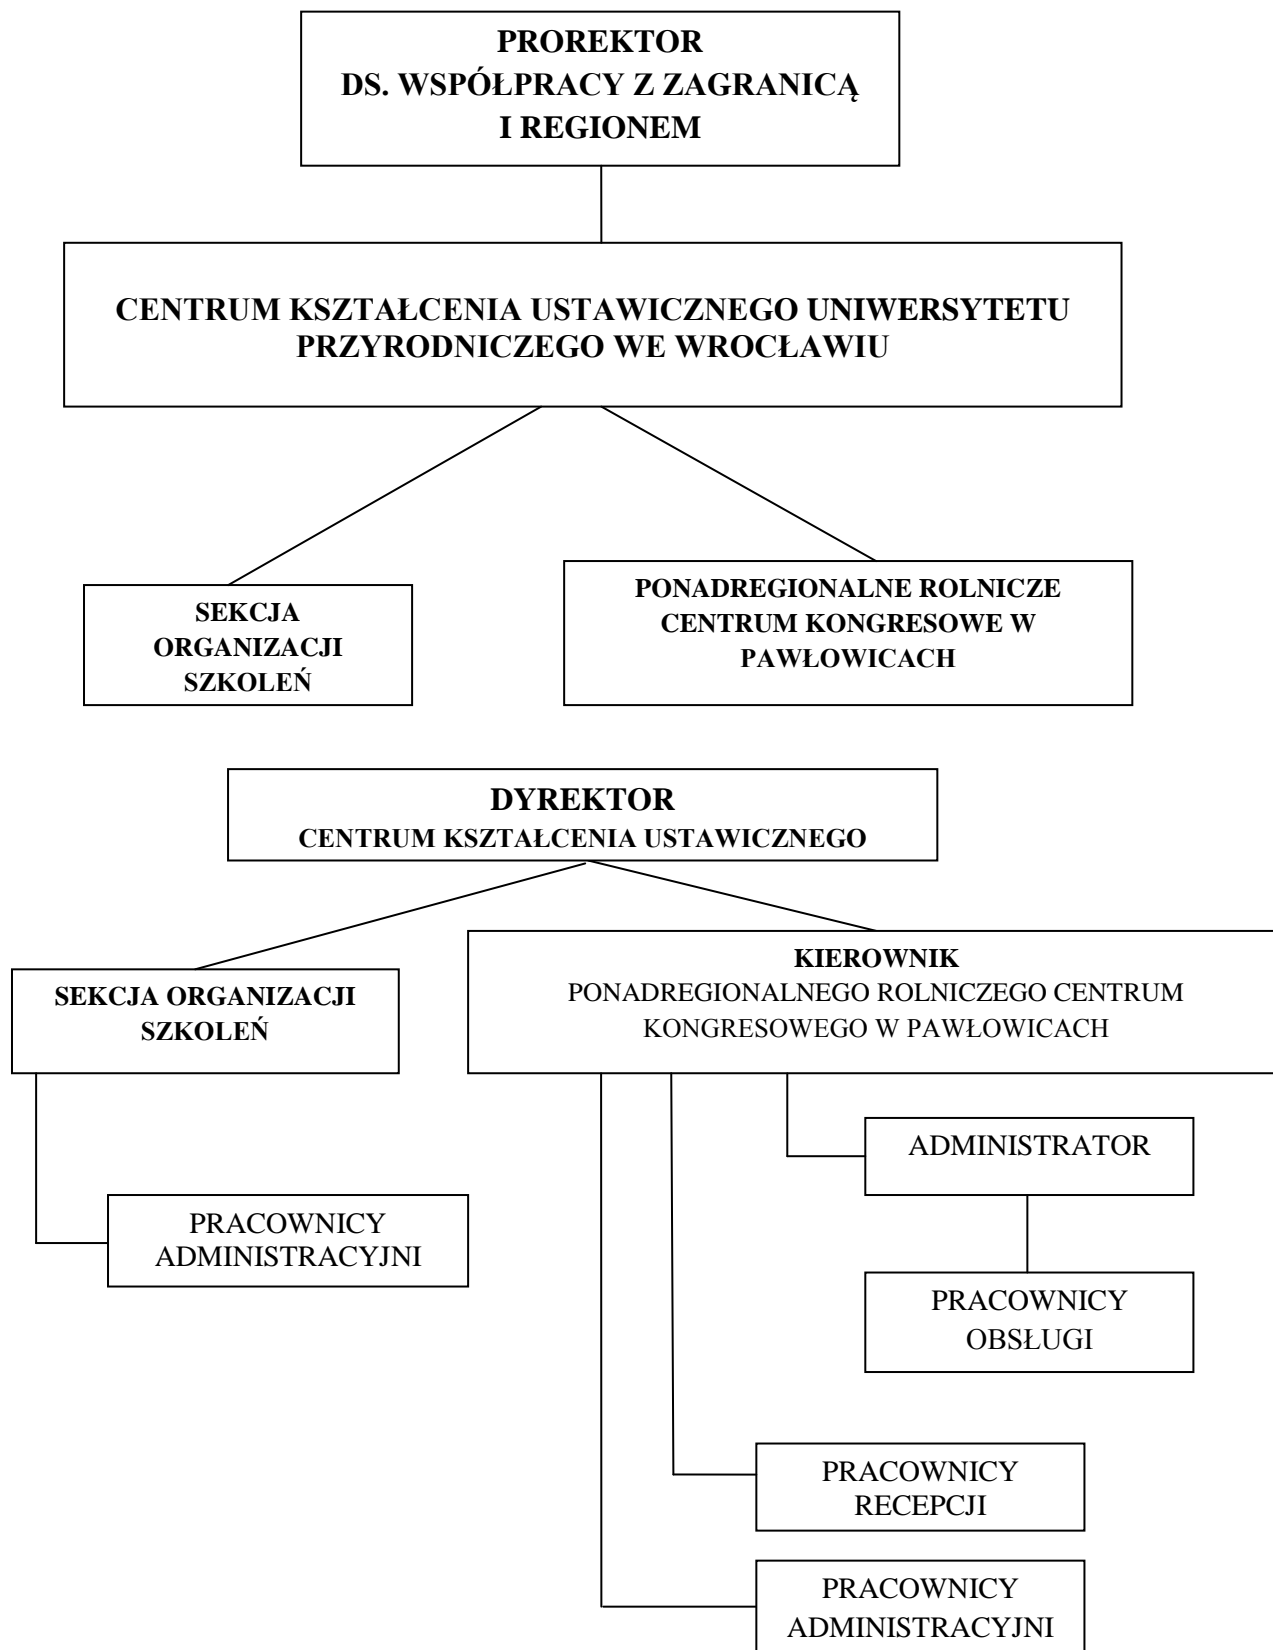 PROREKTOR
DS. WSPÓŁPRACY Z ZAGRANICĄ
I REGIONEM
CENTRUM KSZTAŁCENIA USTAWICZNEGO UNIWERSYTETU
PRZYRODNICZEGO WE WROCŁAWIU
SEKCJA
ORGANIZACJI
SZKOLEŃ
PONADREGIONALNE ROLNICZE
CENTRUM KONGRESOWE W
PAWŁOWICACH
DYREKTOR
CENTRUM KSZTAŁCENIA USTAWICZNEGO
SEKCJA ORGANIZACJI
SZKOLEŃ
KIEROWNIK
PONADREGIONALNEGO ROLNICZEGO CENTRUM
KONGRESOWEGO W PAWŁOWICACH
PRACOWNICY
ADMINISTRACYJNI
ADMINISTRATOR
PRACOWNICY
OBSŁUGI
PRACOWNICY
RECEPCJI
PRACOWNICY
ADMINISTRACYJNI